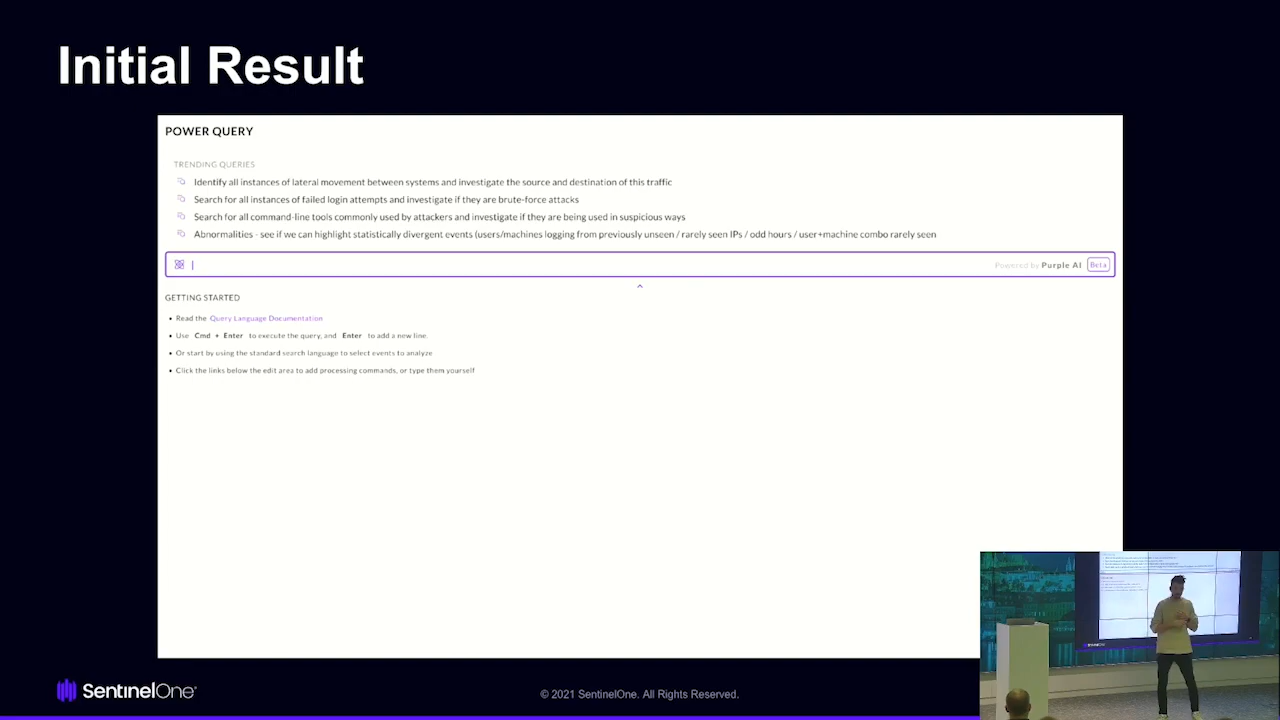 Initial Result
POWER QUERY
TRENDING QUERIES
Identify all instances of lateral movement between systems and investigate the source and destination of this traffic
Search for all instances of failed login attempts and investigate if they are brute-force attacks
Search for all command-line tools commonly used by attackers and investigate if they are being used in suspicious ways
Abnormalities - see if we can highlight statistically divergent events (users/machines logging from previously unseen / rarely seen IPs / odd hours / user+machine combo rarely seen
Powered by Purple AI Beta
GETTING STARTED
• Read the Query Language Documentation
• Use Cmd + Enter to execute the query, and Enter to add a new line.
• Or start by using the standard search language to select events to analyze
• Click the links below the edit area to add processing commands, or type them yourself
SentinelOne
© 2021 SentinelOne. All Rights Reserved.